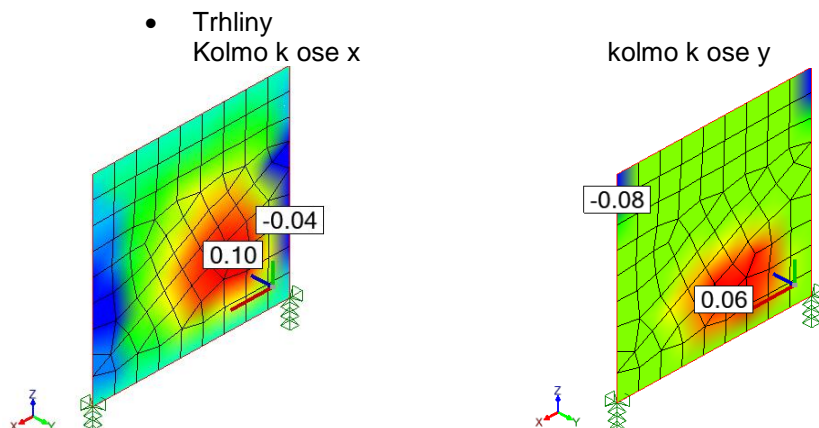 • Trhliny
Kolmo k ose x
kolmo k ose y
-0.04
0.10
Z
X
Y
-0.08
0.06
Z
X
Y